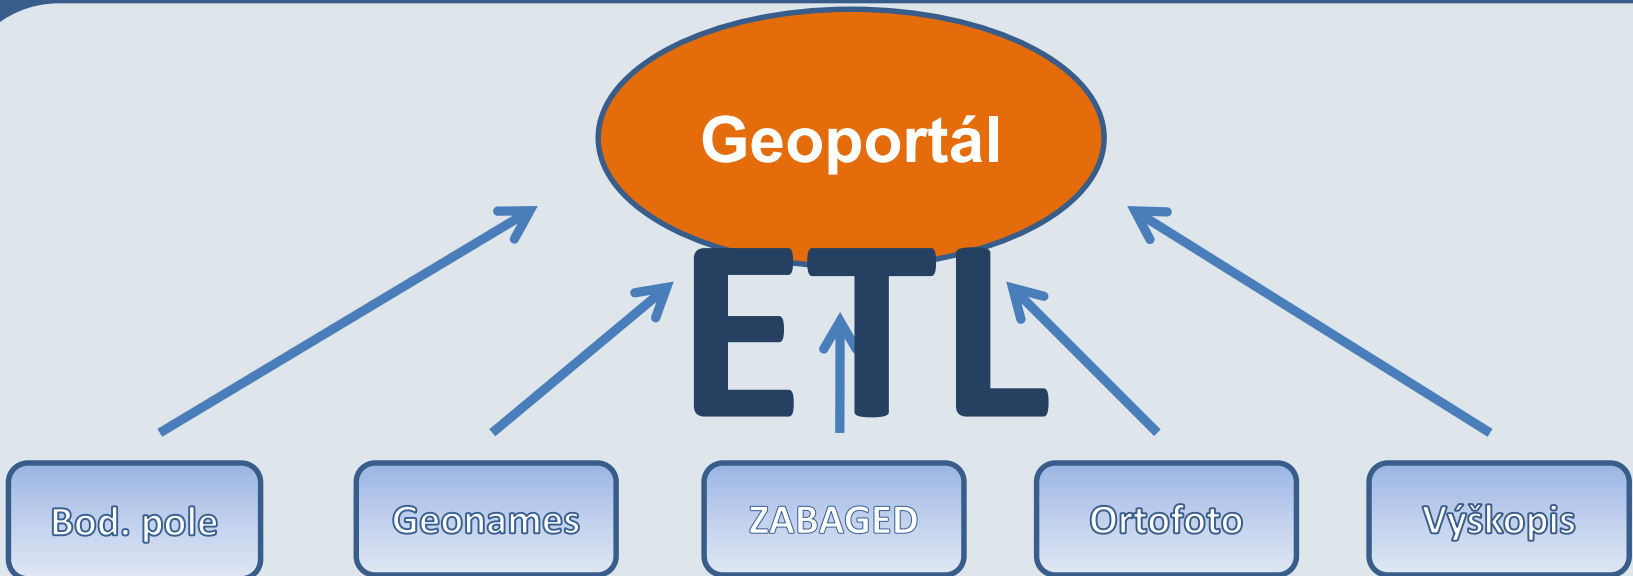 Geoportál
ETL
Bod. pole
Geonames
ZABAGED
Ortofoto
Výškopis